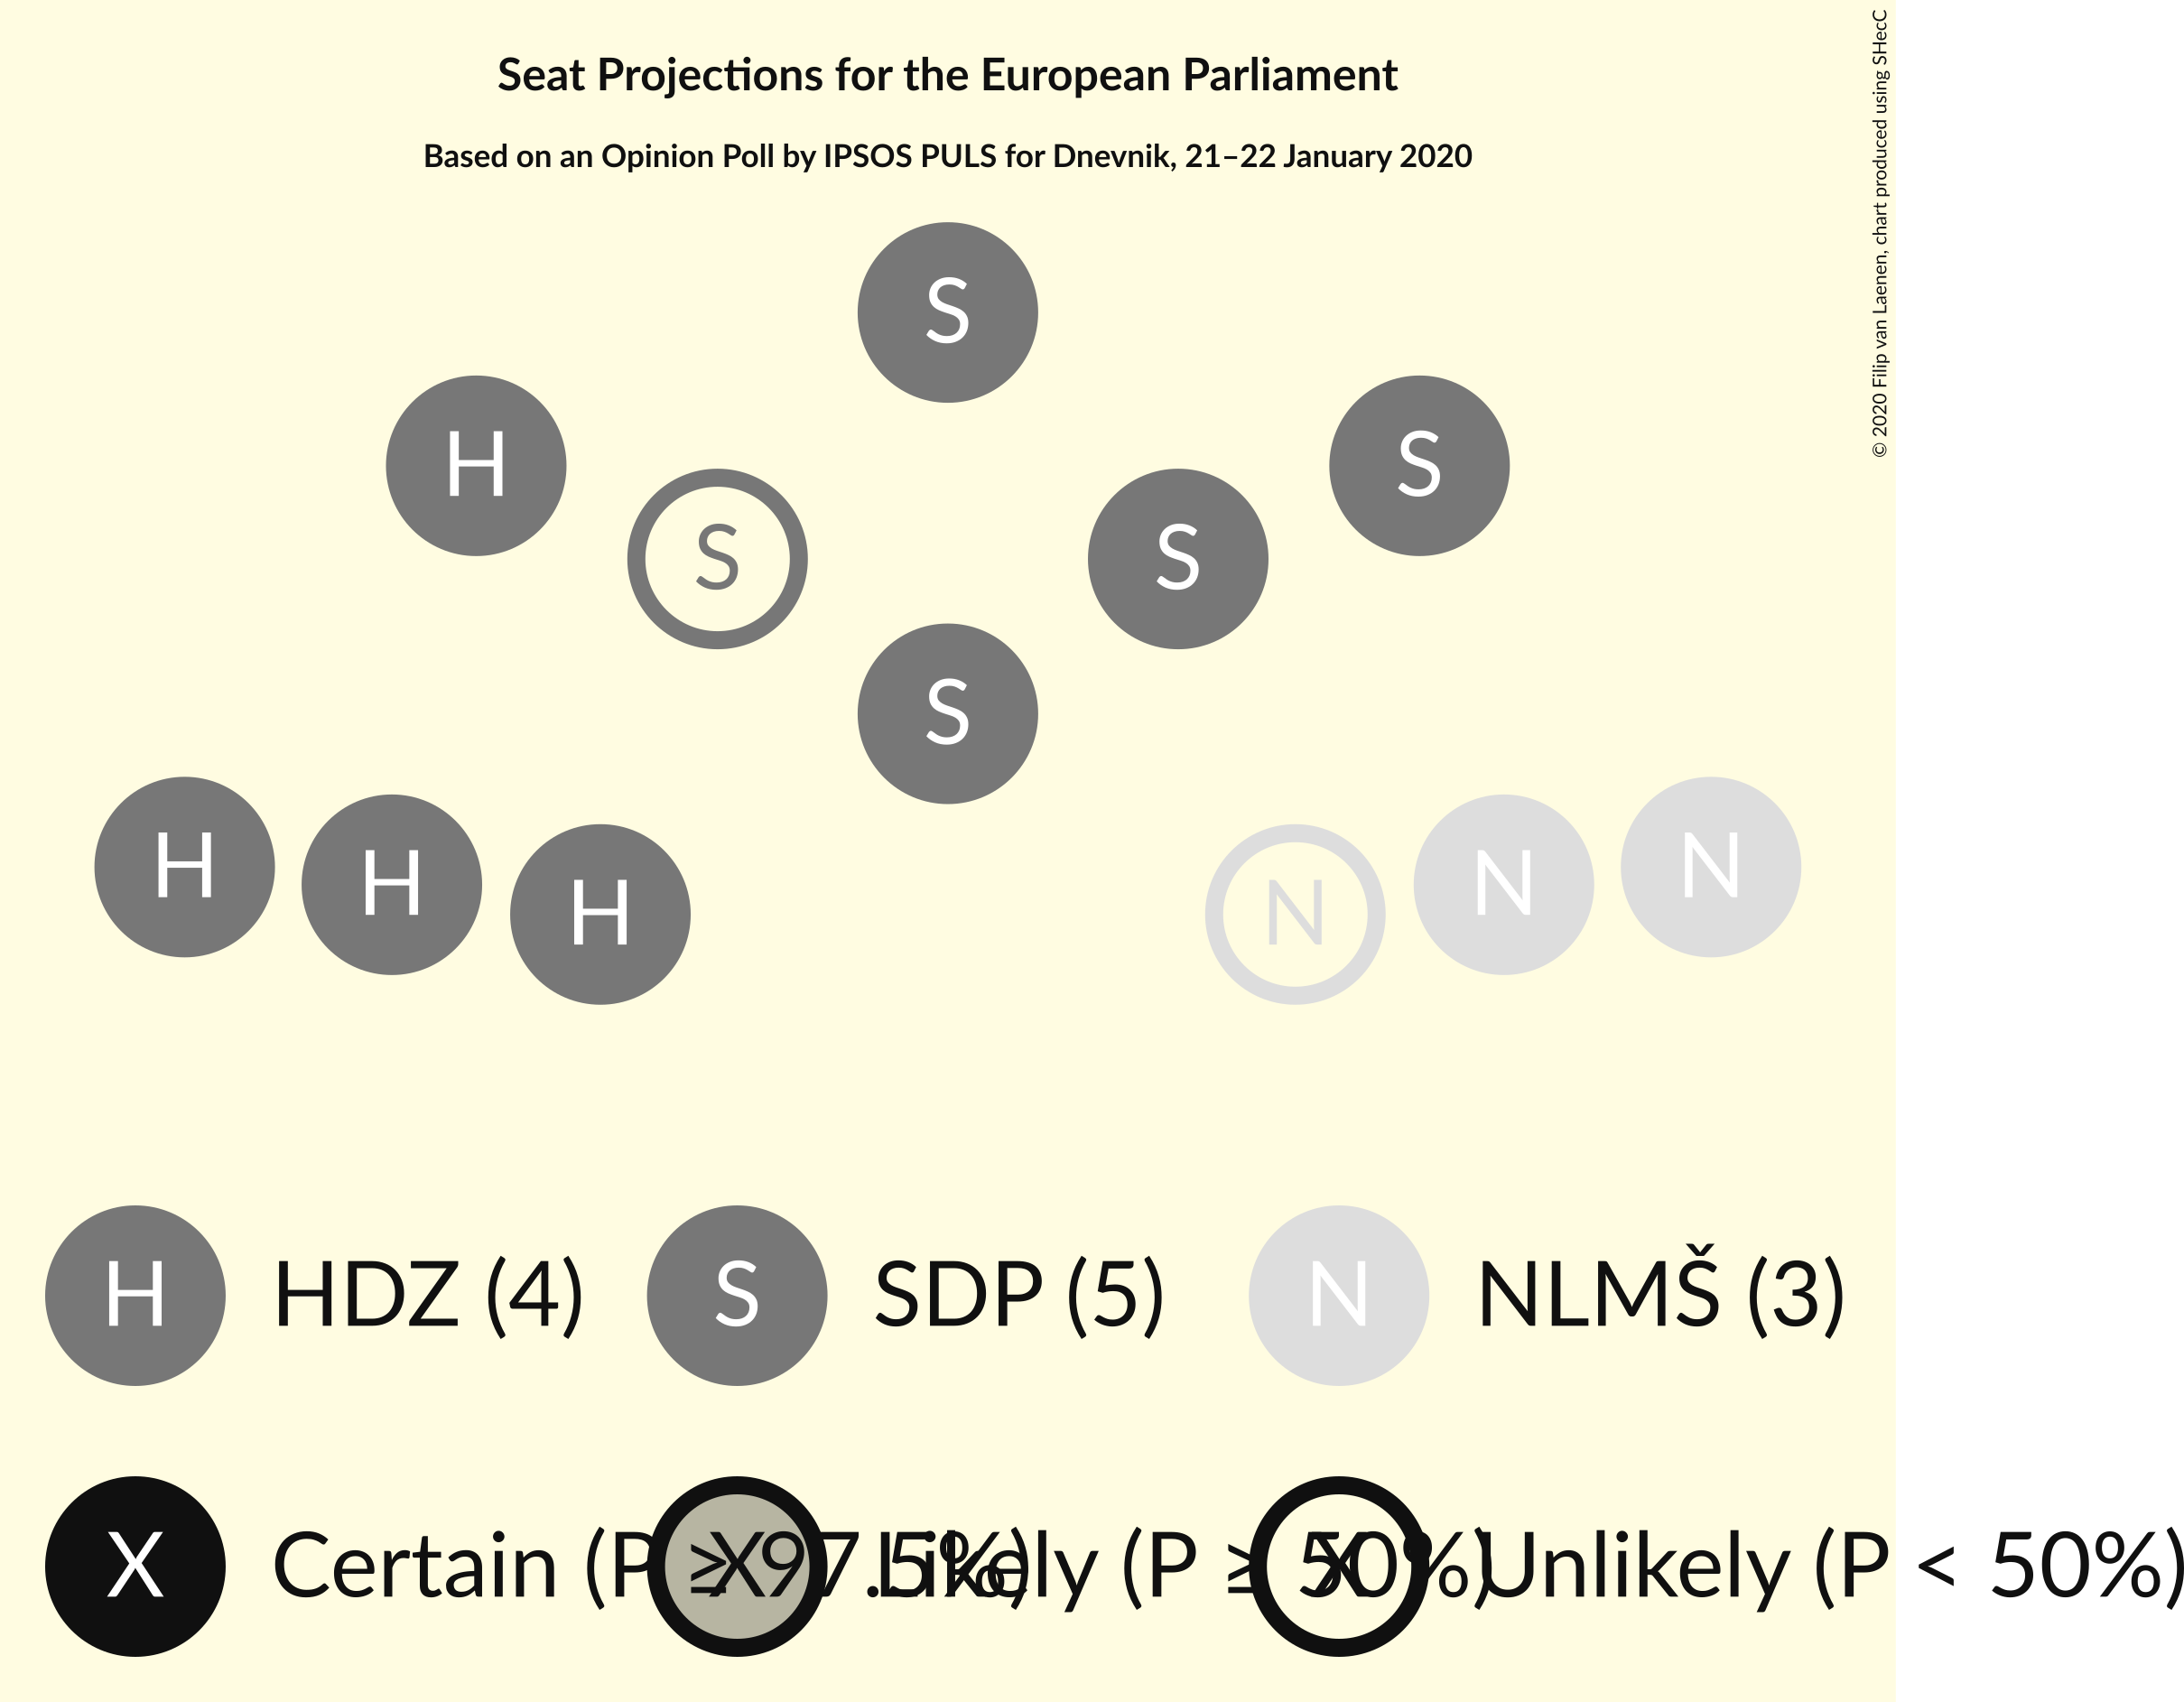 Seat Projections for the European Parliament
Based on an Opinion Poll by IPSOS PULS for Dnevnik, 21–22 January 2020
© 2020 Filip van Laenen, chart produced using SHecC
S
H
S
S
S
S
H
H
H
N
N
N
H HDZ (4)
S SDP (5)
N NLMŠ (3)
X Certain (P ≥ 97.5%)
X Likely (P ≥ 50%)
X Unlikely (P < 50%)